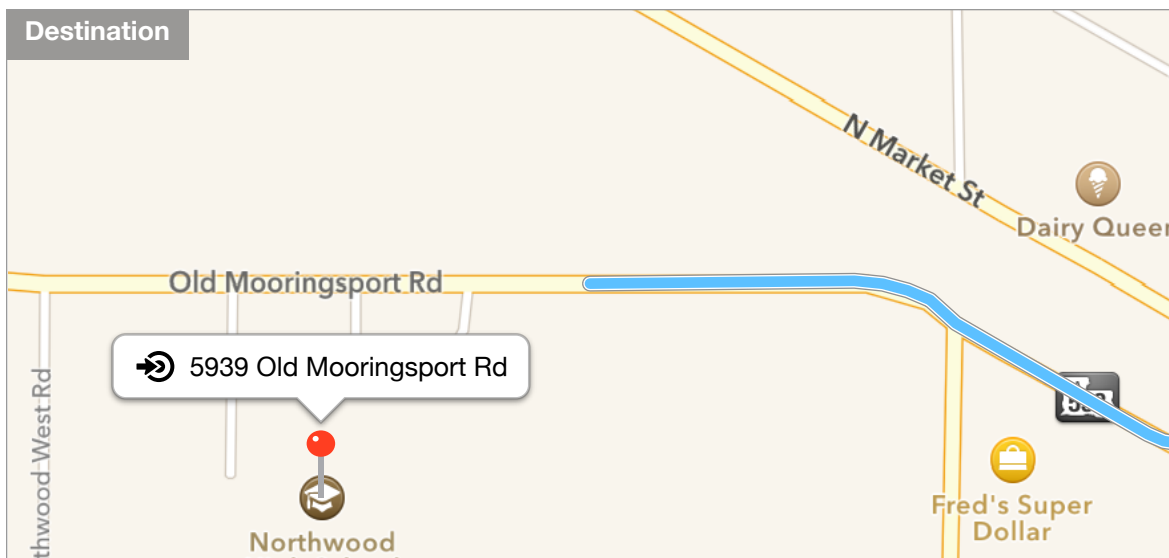 Destination
N Market St
Dairy Queen
Old Mooringsport Rd
5939 Old Mooringsport Rd
thwood West Rd
Fred's Super
Dollar
Northwood